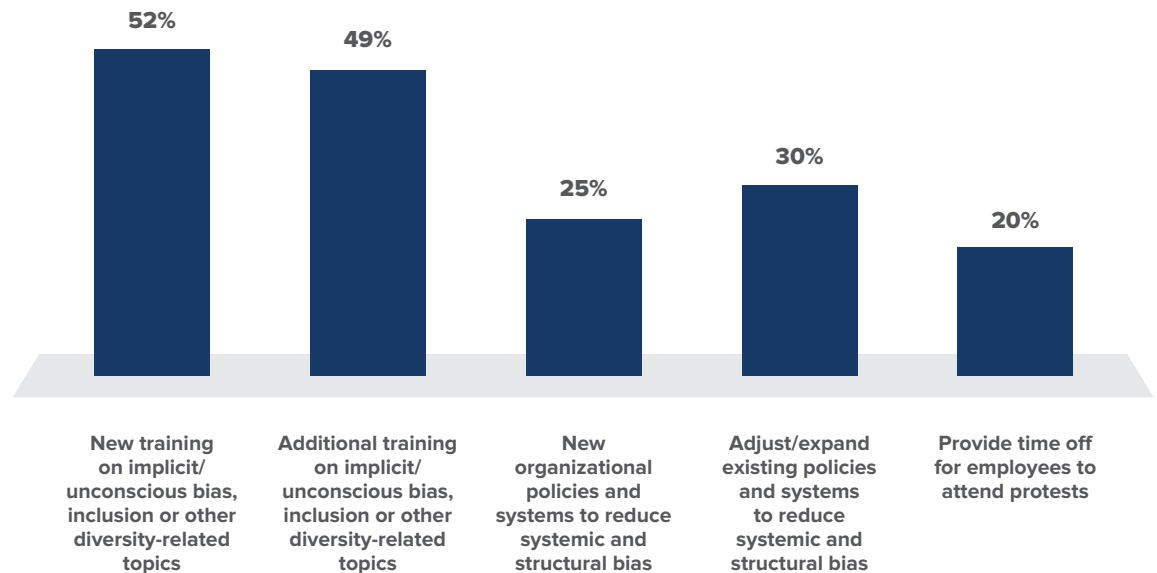 52%
49%
25%
30%
20%
New training
on implicit/
unconscious bias,
inclusion or other
diversity-related
topics
Additional training
on implicit/
unconscious bias,
inclusion or other
diversity-related
topics
New
organizational
policies and
systems to reduce
systemic and
structural bias
Adjust/expand
existing policies
and systems
to reduce
systemic and
structural bias
Provide time off
for employees to
attend protests